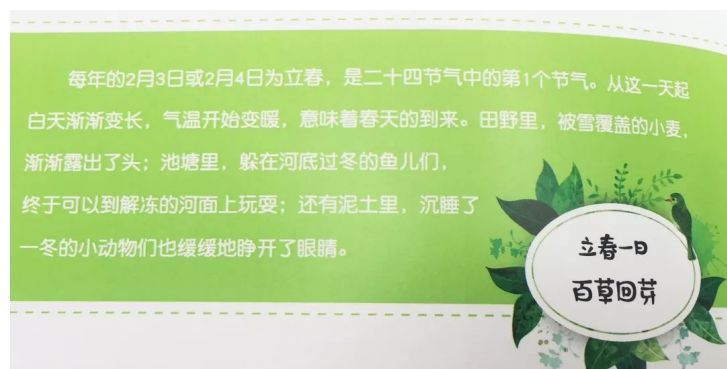 每年的2月3日或2月4日为立春，是二十四节气中的第1个节气。从这一天起
白天渐渐变长，气温开始变暖，意味着春天的到来。田野里，被雪覆盖的小麦，
渐渐露出了头；池塘里，躲在河底过冬的鱼儿们，
终于可以到解冻的河面上玩耍；还有泥土里，沉睡了
一冬的小动物们也缓缓地睁开了眼睛。
立春一日
百草回芽